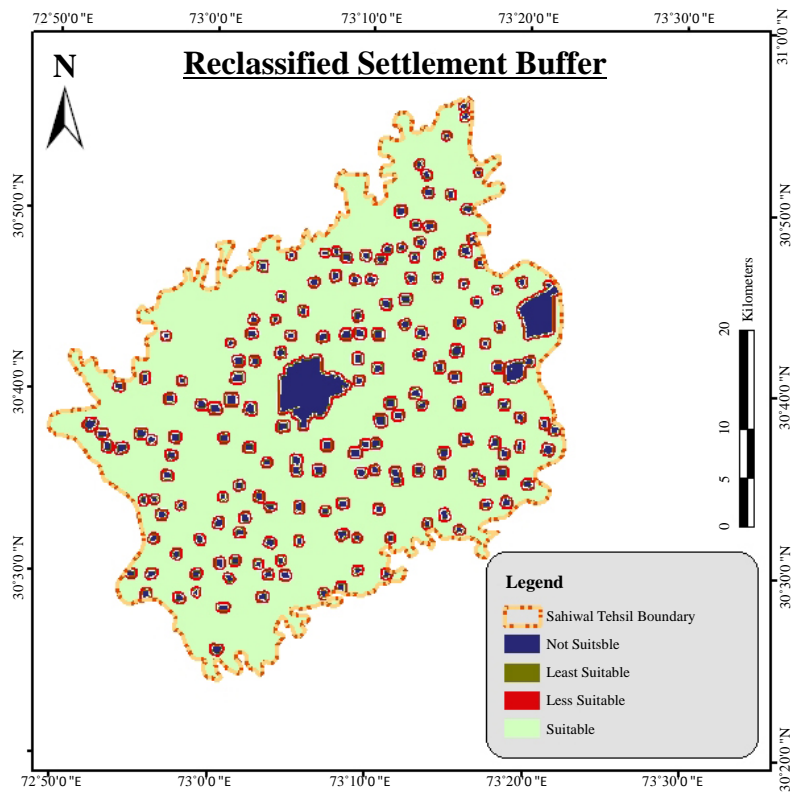 72°50'0"E 73°0'0"E 73°10'0"E 73°20'0"E 73°30'0"E
Reclassified Settlement Buffer
N
31°0'0"N
30°50'0"N
30°50'0"N
30°40'0"N
30°40'0"N
30°30'0"N
30°30'0"N
30°20'0"N
Kilometers
20
10
5
0
Legend
Sahiwal Tehsil Boundary
Not Suitsble
Least Suitable
Less Suitable
Suitable
72°50'0"E 73°0'0"E 73°10'0"E 73°20'0"E 73°30'0"E